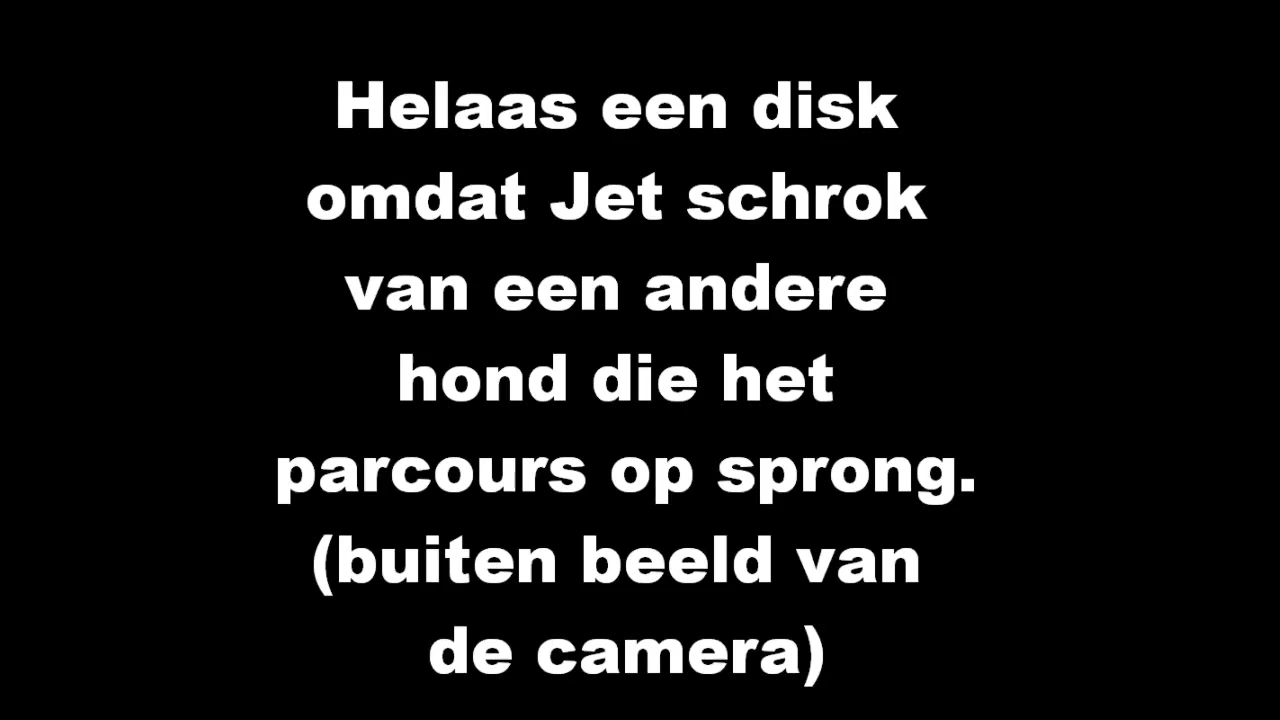 Helaas een disk
omdat Jet schrok
van een andere
hond die het
parcours op sprong.
(buiten beeld van
de camera)